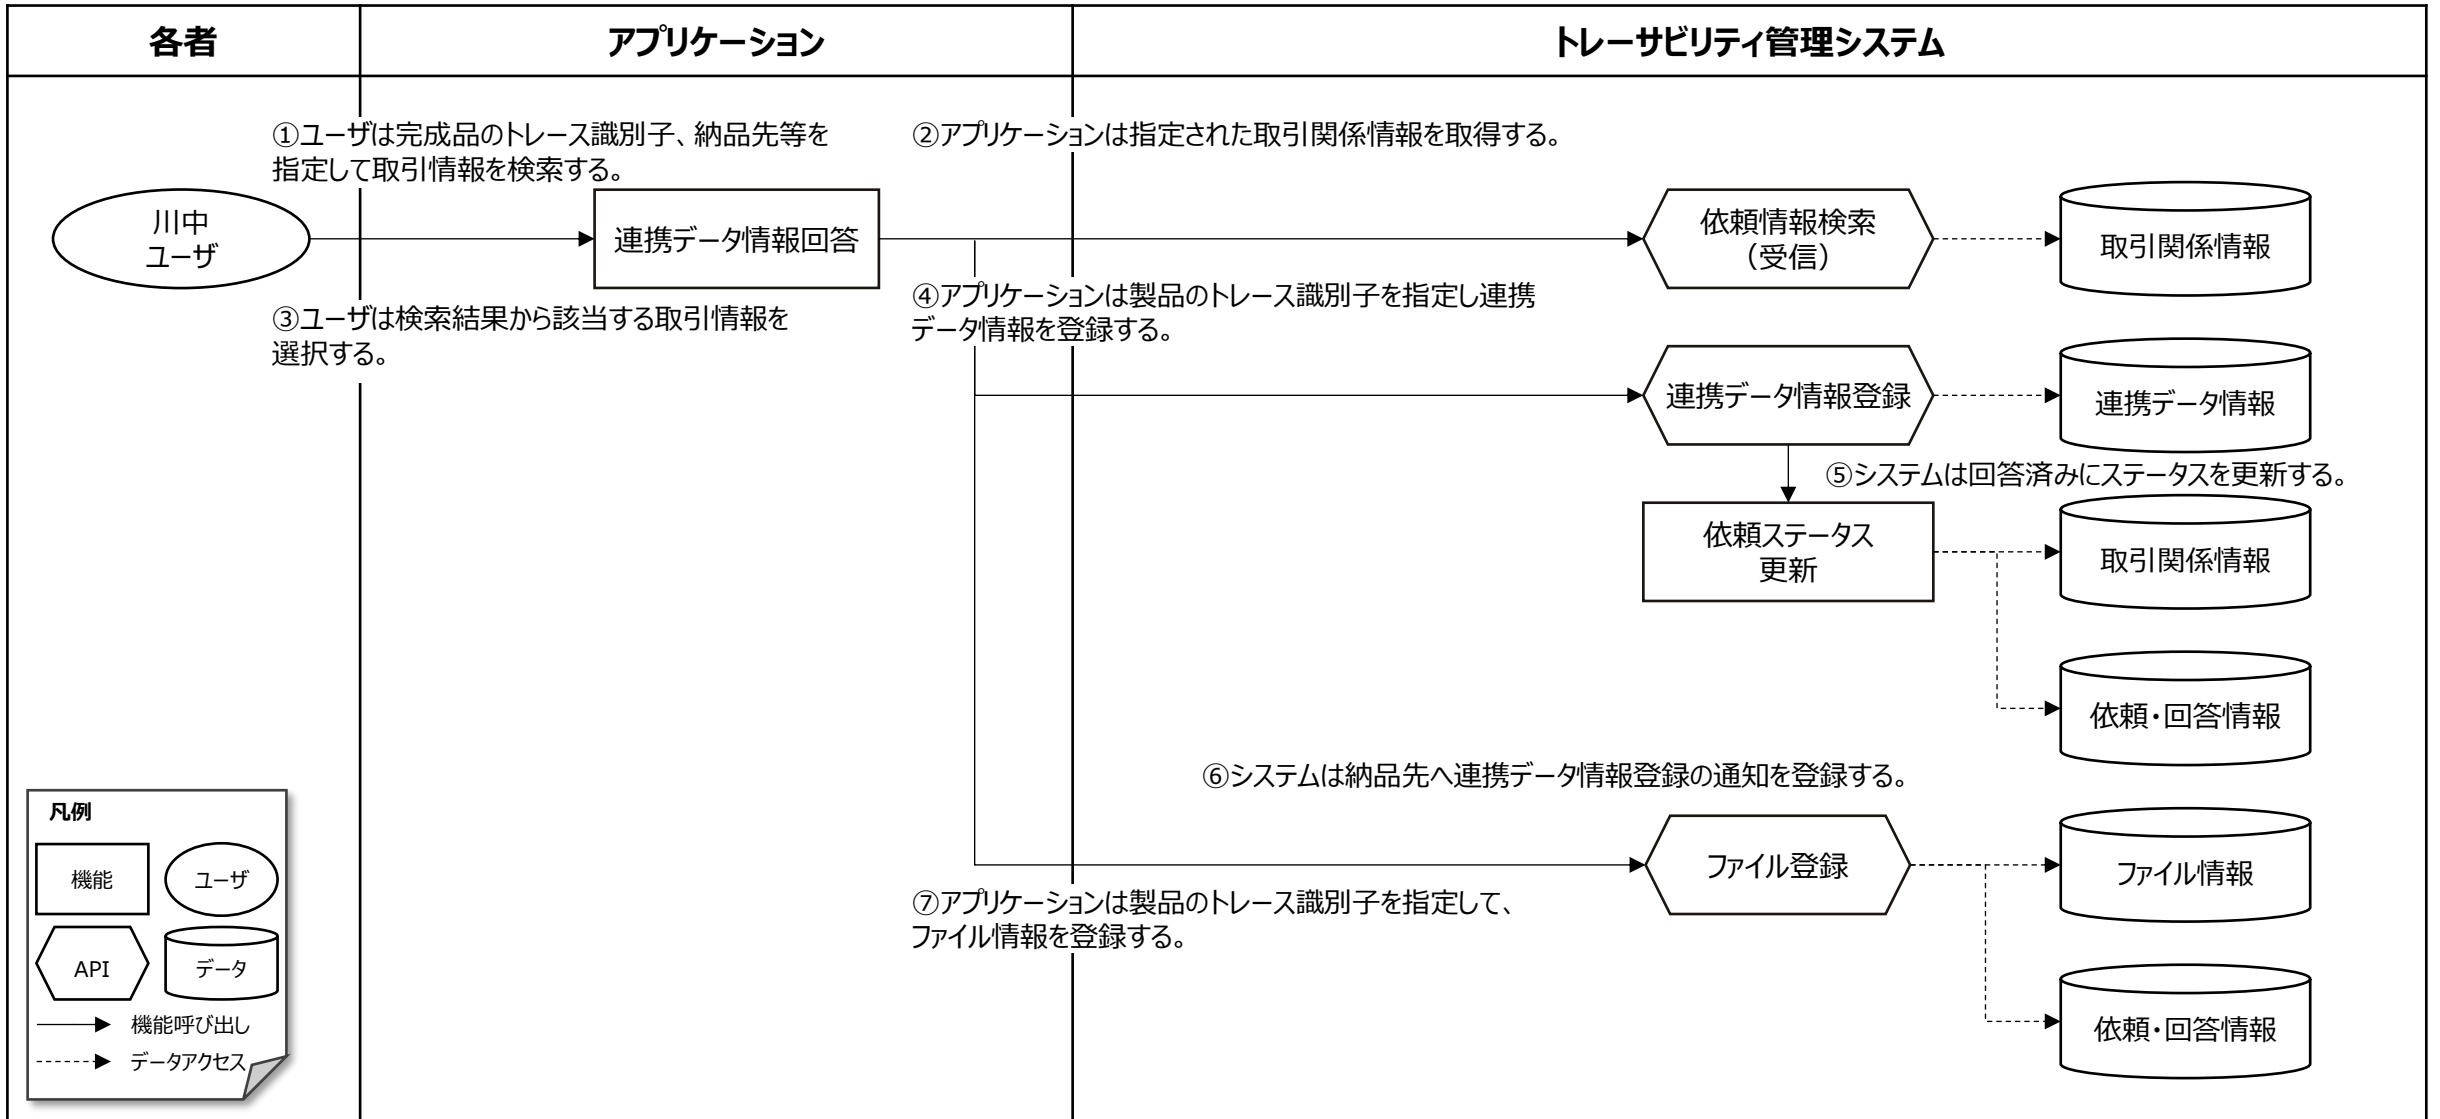 各者
アプリケーション
トレーサビリティ管理システム
①ユーザは完成品のトレース識別子、納品先等を
指定して取引情報を検索する。
②アプリケーションは指定された取引関係情報を取得する。
川中
ユーザ
連携データ情報回答
依頼情報検索
（受信）
取引関係情報
③ユーザは検索結果から該当する取引情報を
選択する。
④アプリケーションは製品のトレース識別子を指定し連携
データ情報を登録する。
連携データ情報登録
連携データ情報
⑤システムは回答済みにステータスを更新する。
依頼ステータス
更新
取引関係情報
依頼・回答情報
⑥システムは納品先へ連携データ情報登録の通知を登録する。
ファイル登録
ファイル情報
⑦アプリケーションは製品のトレース識別子を指定して、
ファイル情報を登録する。
依頼・回答情報
凡例
機能
ユーザ
API
データ
機能呼び出し
データアクセス